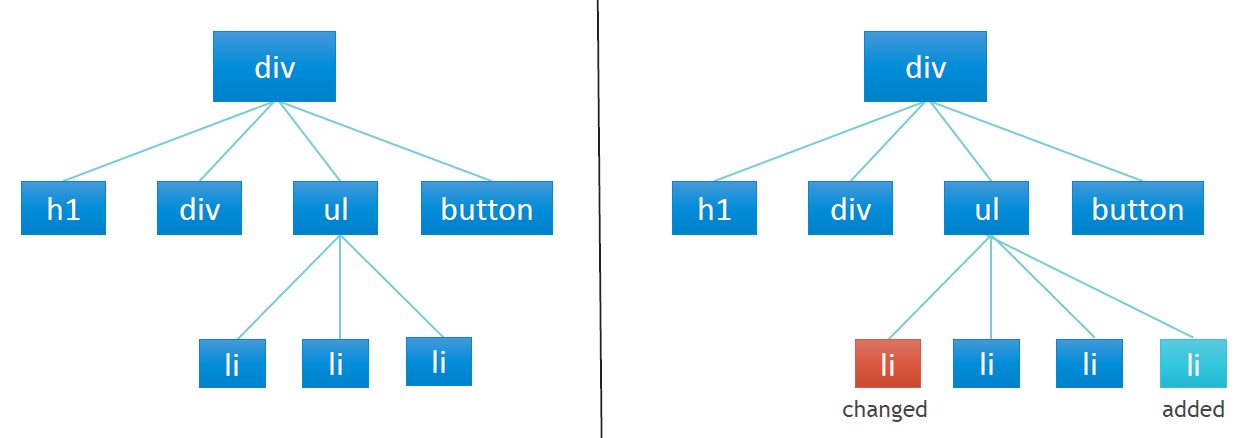 div
h1 div ul button
li li li
div
h1 div ul button
li li li li
changed added